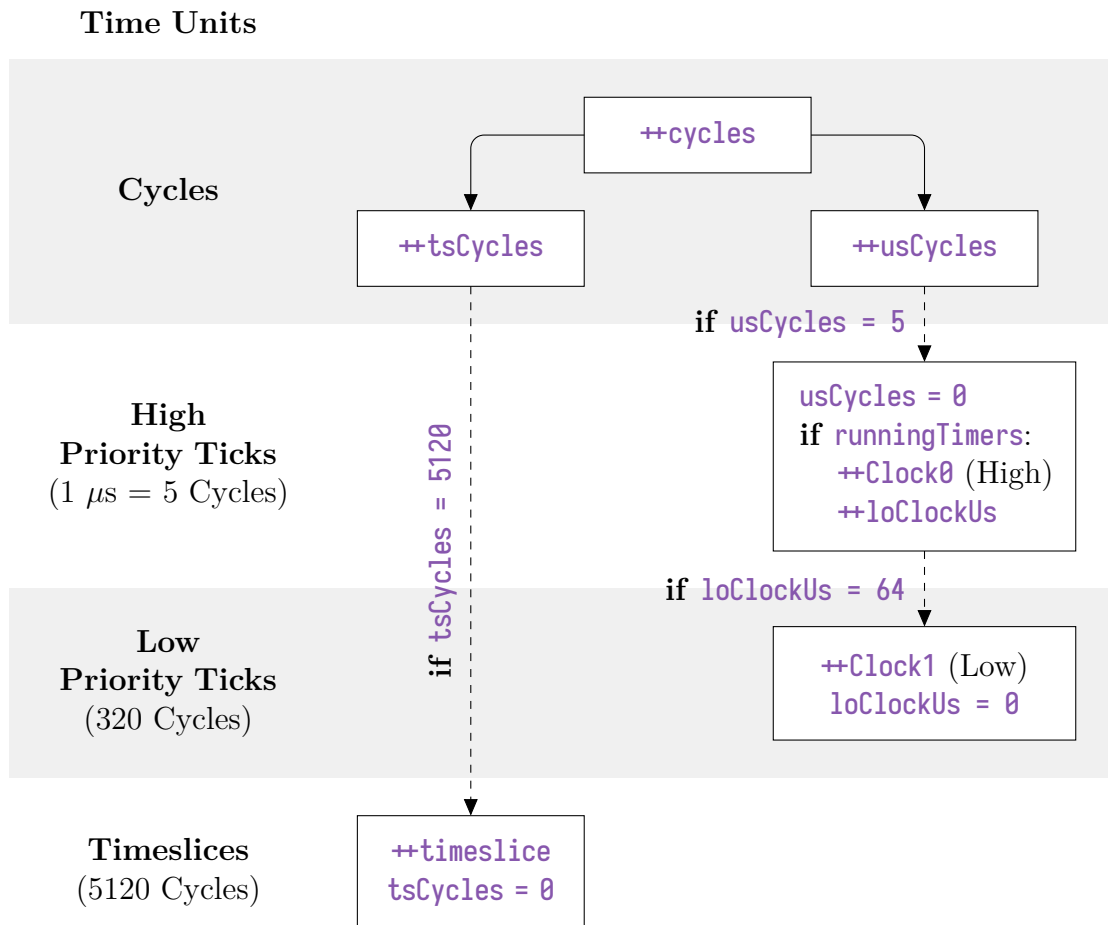 Time Units
++cycles
Cycles
++tsCycles
++usCycles
if usCycles = 5
High
Priority Ticks
(1 μs = 5 Cycles)
if tsCycles = 5120
usCycles = 0
if runningTimers:
++Clock0 (High)
++loClockUs
if loClockUs = 64
Low
Priority Ticks
(320 Cycles)
++Clock1 (Low)
loClockUs = 0
Timeslices
(5120 Cycles)
++timeslice
tsCycles = 0